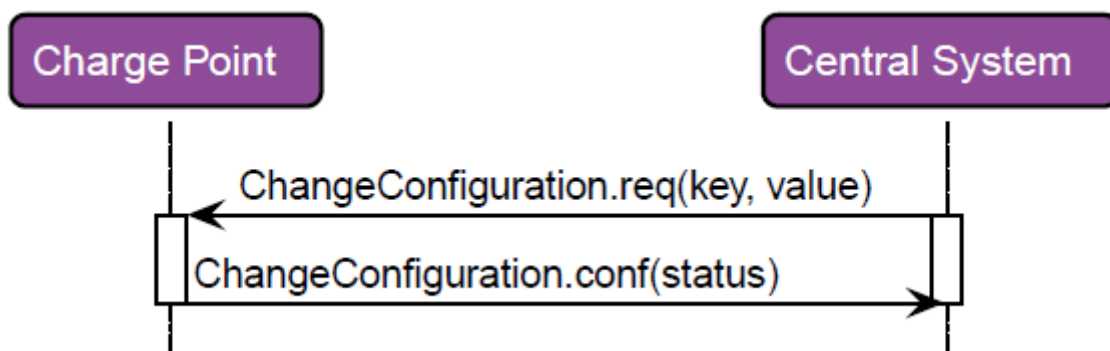 Charge Point
Central System
ChangeConfiguration.req(key, value)
ChangeConfiguration.conf(status)